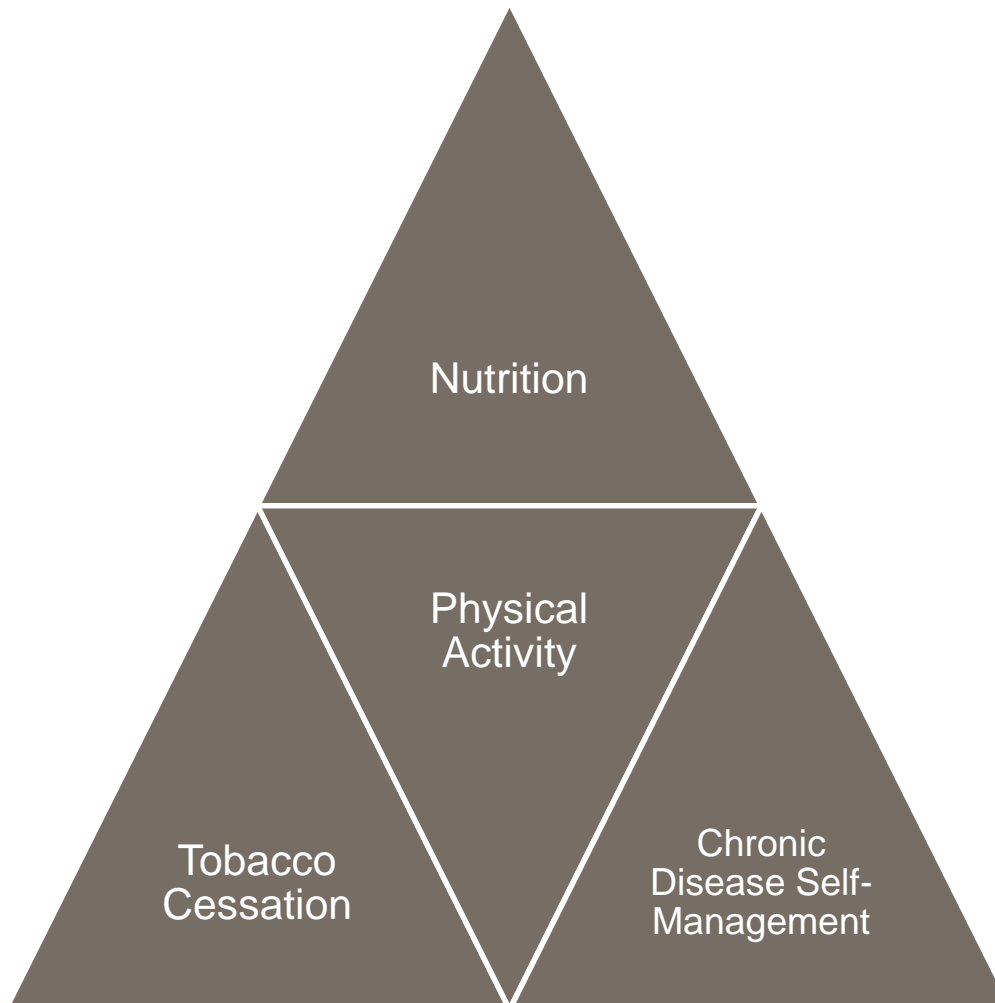 Nutrition
Physical
Activity
Tobacco
Cessation
Chronic
Disease Self-
Management